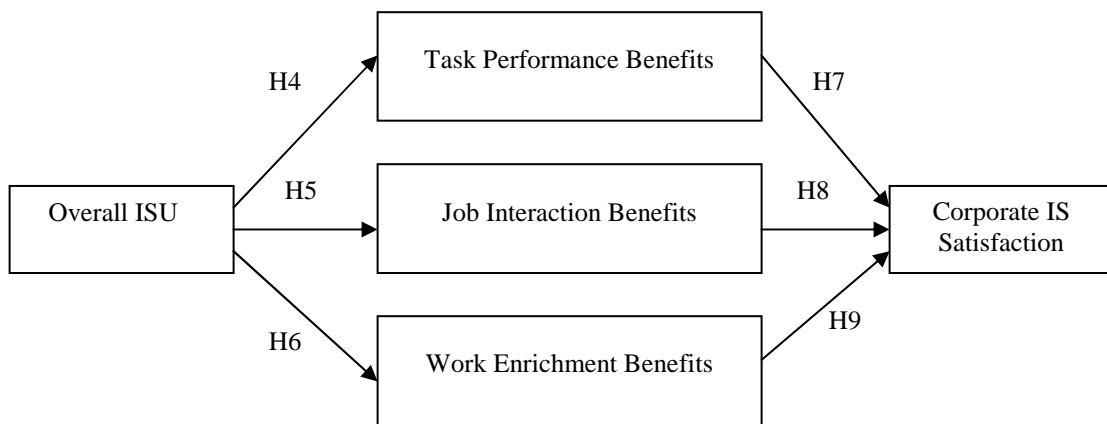 Task Performance Benefits
H4
H7
H5
H8
Overall ISU
Job Interaction Benefits
Corporate IS
Satisfaction
H6
H9
Work Enrichment Benefits